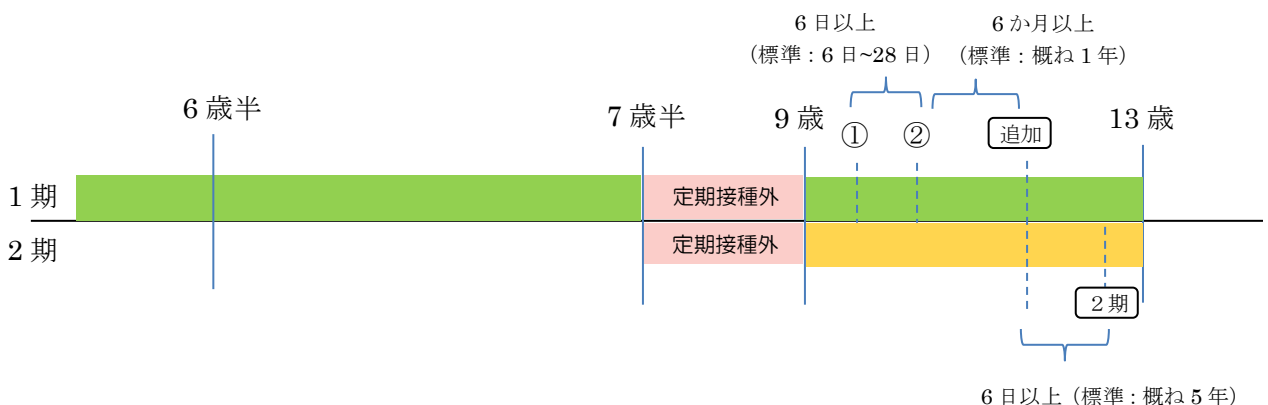 6日以上
(標準：6日~28日)
6か月以上
(標準：概ね1年)
6歳半
7歳半
9歳
①
②
追加
13歳
1期
定期接種外
2期
定期接種外
２期
6日以上（標準：概ね5年）